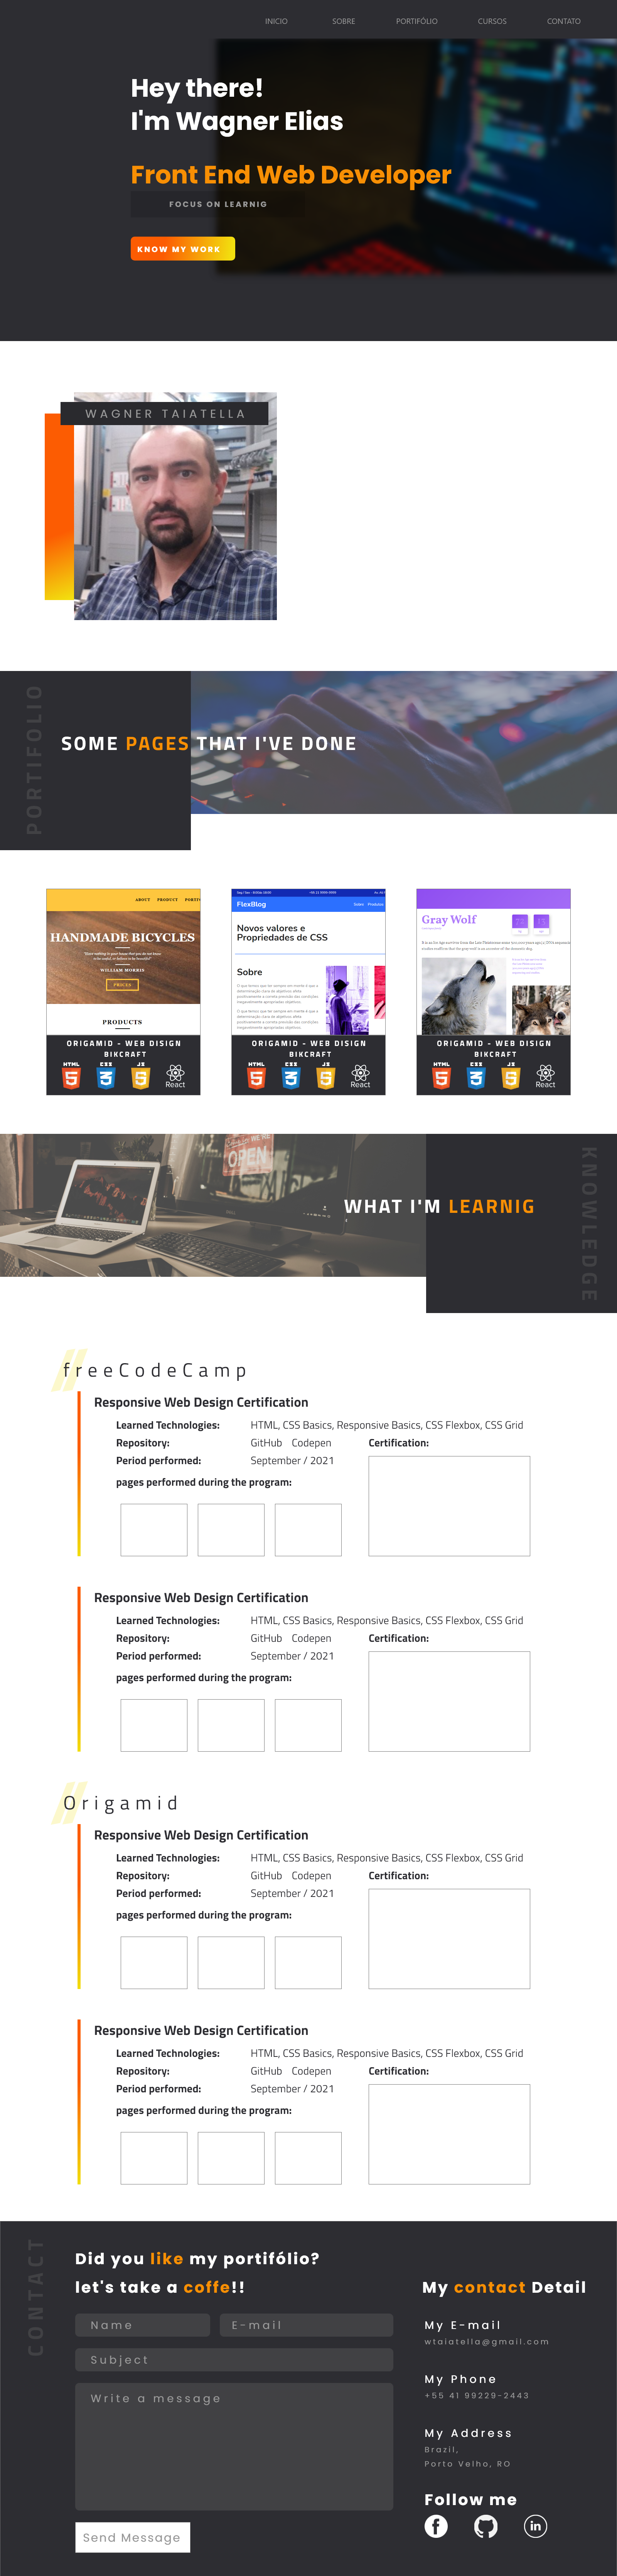 INICIO SOBRE PORTIFÓLIO CURSOS CONTATO
Hey there!
I'm Wagner Elias
Front End Web Developer
FOCUS ON LEARNIG
KNOW MY WORK
WAGNER TAIATELLA
PORTIFOLIO
SOME PAGES THAT I'VE DONE
ABOUT PRODUCT
HANDMADE BICYCLES
WILLIAM MORRIS
PRICES
PRODUCTS
ORIGAMID - WEB DISIGN
BIKCRAFT
HTML CSS JS
React
FlexBlog
Sobre Produtos
Novos valores e
Propriedades de CSS
Sobre
ORIGAMID - WEB DISIGN
BIKCRAFT
HTML CSS JS
React
Gray Wolf
ORIGAMID - WEB DISIGN
BIKCRAFT
HTML CSS JS
React
OPEN
WHAT I'M LEARNIG
KNOWLEDGE
freeCodeCamp
Responsive Web Design Certification
Learned Technologies: HTML, CSS Basics, Responsive Basics, CSS Flexbox, CSS Grid
Repository: GitHub Codepen Certification:
Period performed: September / 2021
pages performed during the program:
Responsive Web Design Certification
Learned Technologies: HTML, CSS Basics, Responsive Basics, CSS Flexbox, CSS Grid
Repository: GitHub Codepen Certification:
Period performed: September / 2021
pages performed during the program:
Origamid
Responsive Web Design Certification
Learned Technologies: HTML, CSS Basics, Responsive Basics, CSS Flexbox, CSS Grid
Repository: GitHub Codepen Certification:
Period performed: September / 2021
pages performed during the program:
Responsive Web Design Certification
Learned Technologies: HTML, CSS Basics, Responsive Basics, CSS Flexbox, CSS Grid
Repository: GitHub Codepen Certification:
Period performed: September / 2021
pages performed during the program:
CONTACT
Did you like my portifólio?
let's take a coffe!!
Name
E-mail
Subject
Write a message
Send Message
My contact Detail
My E-mail
wtaiatella@gmail.com
My Phone
+55 41 99229-2443
My Address
Brazil,
Porto Velho, RO
Follow me